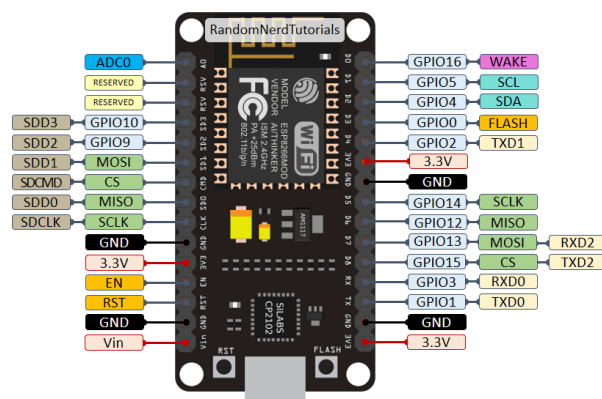 RandomNerdTutorials
ADC0
RESERVED
RESERVED
SDD3 GPIO10
SDD2 GPIO9
SDD1 MOSI
SDCMD CS
SDD0 MISO
SDCLK SCLK
GND
3.3V
EN
RST
GND
Vin
A0
RSV
RSV
SD3
SD2
SD1
CMD
SD0
CLK
GND
3V3
EN
RST
GND
Vin
MODEL ESP8266MOD
VENDOR AI/THINKER
ISM 2.4GHz
PA +25dBm
802.11b/g/n
FC
Wi Fi
AM1117
SILABS
CP2102
RST
FLASH
D0
D1
D2
D3
D4
3V3
GND
D5
D6
D7
D8
RX
TX
GND
3V3
GPIO16 WAKE
GPIO5 SCL
GPIO4 SDA
GPIO0 FLASH
GPIO2 TXD1
3.3V
GND
GPIO14 SCLK
GPIO12 MISO
GPIO13 MOSI RXD2
GPIO15 CS TXD2
GPIO3 RXD0
GPIO1 TXD0
GND
3.3V